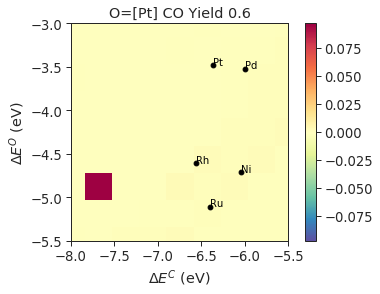 O=[Pt] CO Yield 0.6
−3.0
−3.5
−4.0
−4.5
−5.0
−5.5
ΔE^O (eV)
Pt
Pd
Rh
Ni
Ru
−8.0 −7.5 −7.0 −6.5 −6.0 −5.5
ΔE^C (eV)
0.075
0.050
0.025
0.000
−0.025
−0.050
−0.075